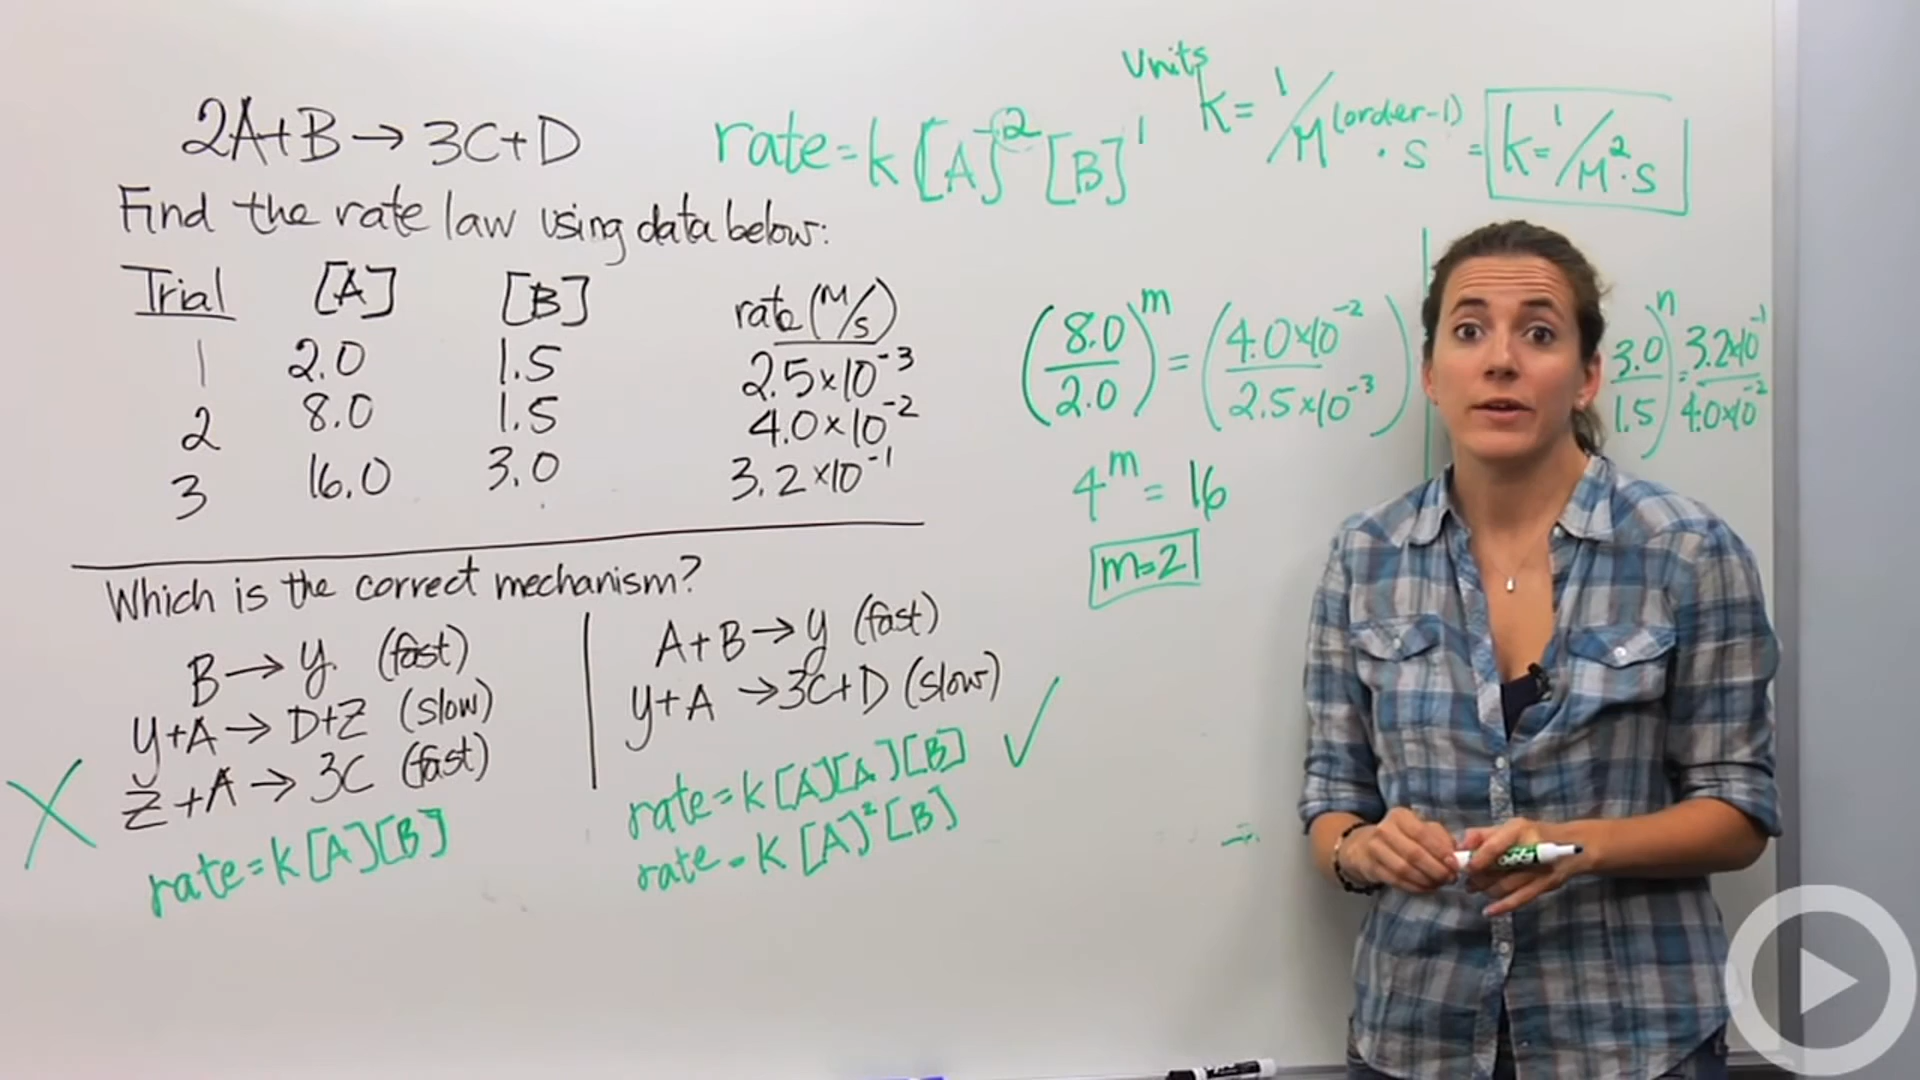 2A+B → 3C+D
Find the rate law using data below:
Trial [A] [B] rate (M/s)
1 2.0 1.5 2.5×10⁻³
2 8.0 1.5 4.0×10⁻²
3 16.0 3.0 3.2×10⁻¹
Which is the correct mechanism?
B → y (fast)
y+A → D+Z (slow)
Z+A → 3C (fast)
rate=k[A][B]
X
A+B → y (fast)
y+A → 3C+D (slow)
rate=k[A][A][B] ✓
rate=k[A]²[B]
rate=k[A]²[B]¹
Units
k= 1/M^(order-1)·s = k=1/M²·s
(8.0/2.0)^m = (4.0×10⁻²/2.5×10⁻³)
4^m = 16
m=2
3.0/1.5)^n = 3.2×10⁻¹/4.0×10⁻²